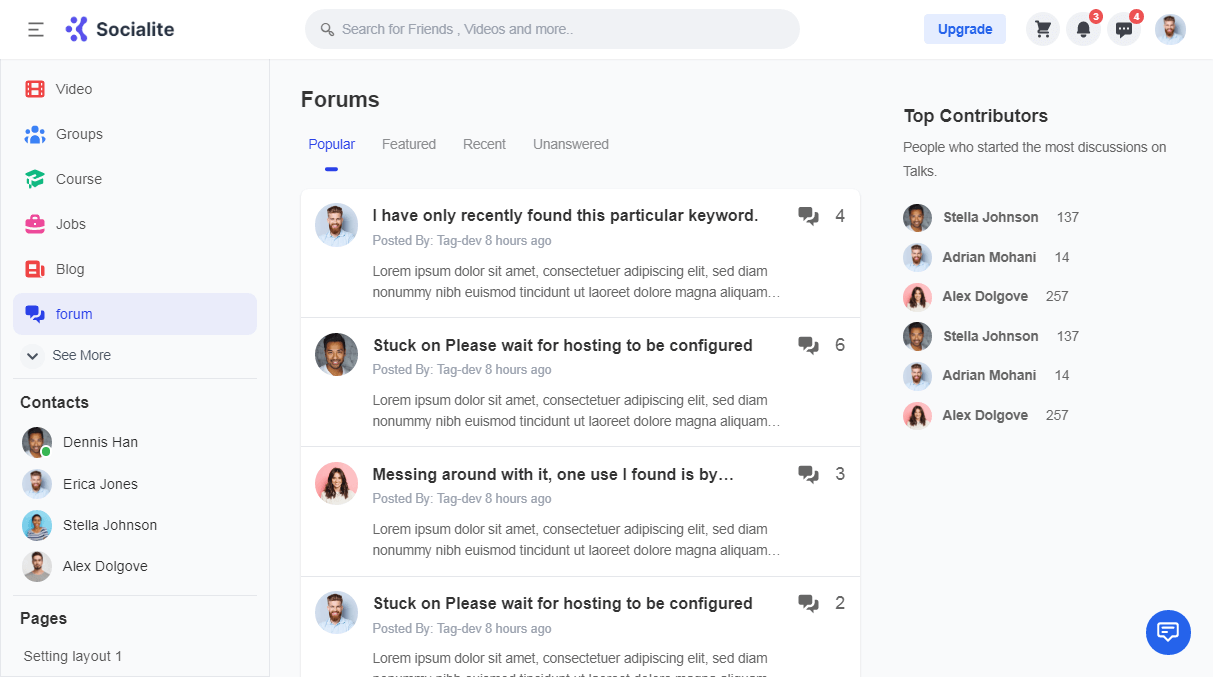 Socialite
Search for Friends , Videos and more..
Upgrade
3
4
Video
Groups
Course
Jobs
Blog
forum
See More
Contacts
Dennis Han
Erica Jones
Stella Johnson
Alex Dolgove
Pages
Setting layout 1
Forums
Popular Featured Recent Unanswered
I have only recently found this particular keyword. 4
Posted By: Tag-dev 8 hours ago
Lorem ipsum dolor sit amet, consectetuer adipiscing elit, sed diam
nonummy nibh euismod tincidunt ut laoreet dolore magna aliquam…
Stuck on Please wait for hosting to be configured 6
Posted By: Tag-dev 8 hours ago
Lorem ipsum dolor sit amet, consectetuer adipiscing elit, sed diam
nonummy nibh euismod tincidunt ut laoreet dolore magna aliquam…
Messing around with it, one use I found is by… 3
Posted By: Tag-dev 8 hours ago
Lorem ipsum dolor sit amet, consectetuer adipiscing elit, sed diam
nonummy nibh euismod tincidunt ut laoreet dolore magna aliquam…
Stuck on Please wait for hosting to be configured 2
Posted By: Tag-dev 8 hours ago
Lorem ipsum dolor sit amet, consectetuer adipiscing elit, sed diam
Top Contributors
People who started the most discussions on
Talks.
Stella Johnson 137
Adrian Mohani 14
Alex Dolgove 257
Stella Johnson 137
Adrian Mohani 14
Alex Dolgove 257